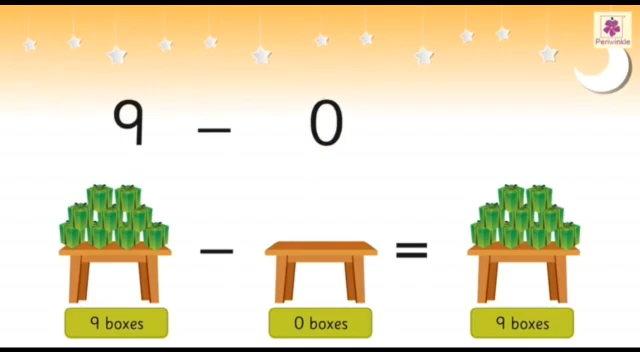 Periwinkle
9 – 0
– =
9 boxes 0 boxes 9 boxes